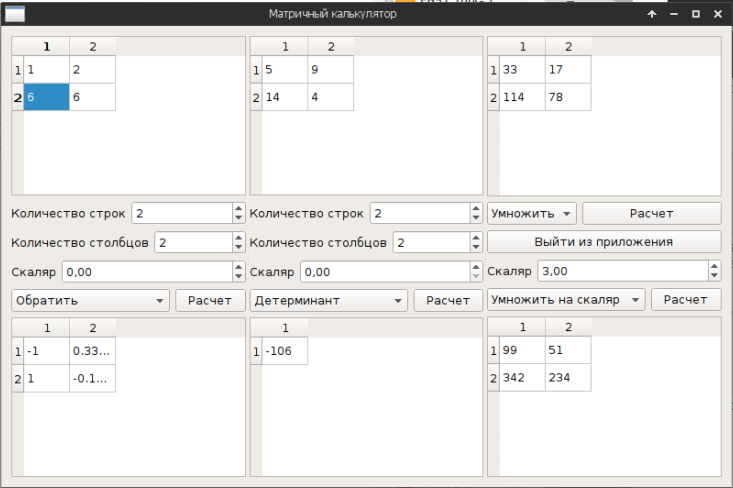 Матричный калькулятор
1 2
1 1 2
2 6 6
1 2
1 5 9
2 14 4
1 2
1 33 17
2 114 78
Количество строк 2
Количество столбцов 2
Скаляр 0,00
Обратить Расчет
Количество строк 2
Количество столбцов 2
Скаляр 0,00
Детерминант Расчет
Умножить Расчет
Выйти из приложения
Скаляр 3,00
Умножить на скаляр Расчет
1 2
1 -1 0.33...
2 1 -0.1...
1
1 -106
1 2
1 99 51
2 342 234